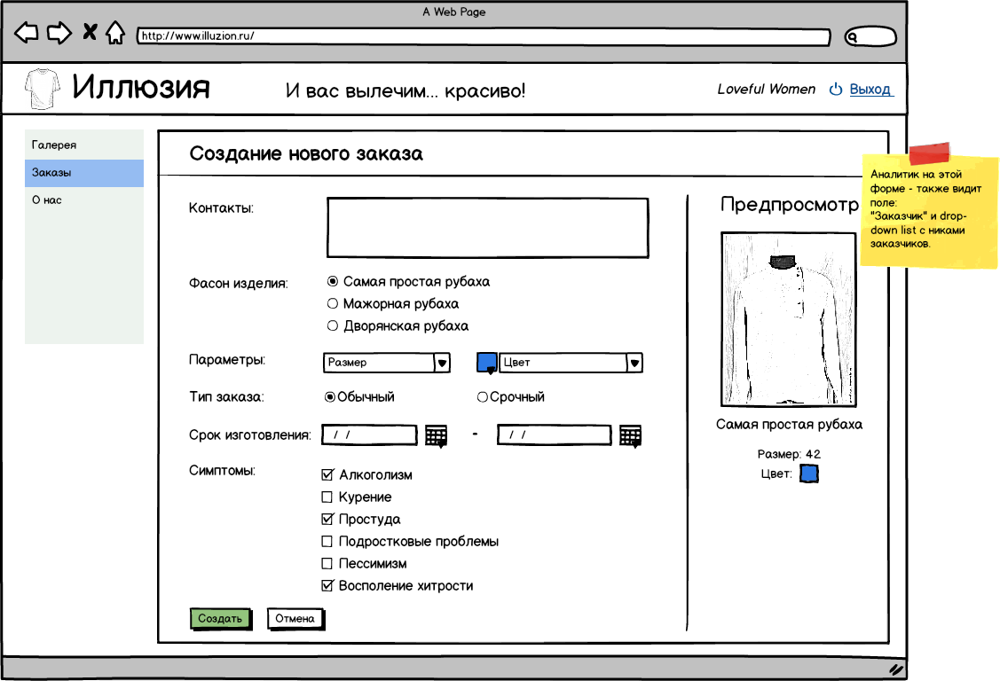 A Web Page
http://www.illuzion.ru/
Иллюзия
И вас вылечим... красиво!
Loveful Women
Выход
Галерея
Заказы
О нас
Создание нового заказа
Контакты:
Фасон изделия:
Самая простая рубаха
Мажорная рубаха
Дворянская рубаха
Параметры:
Размер
Цвет
Тип заказа:
Обычный
Срочный
Срок изготовления:
/ /
-
/ /
Симптомы:
Алкоголизм
Курение
Простуда
Подростковые проблемы
Пессимизм
Восполение хитрости
Создать
Отмена
Предпросмотр
Самая простая рубаха
Размер: 42
Цвет:
Аналитик на этой
форме - также видит
поле:
"Заказчик" и drop-
down list с никами
заказчиков.